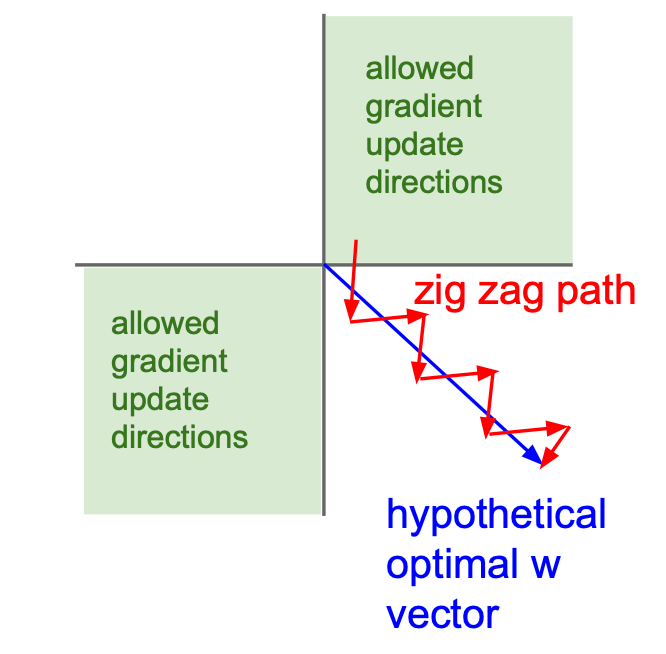 allowed
gradient
update
directions
zig zag path
allowed
gradient
update
directions
hypothetical
optimal w
vector